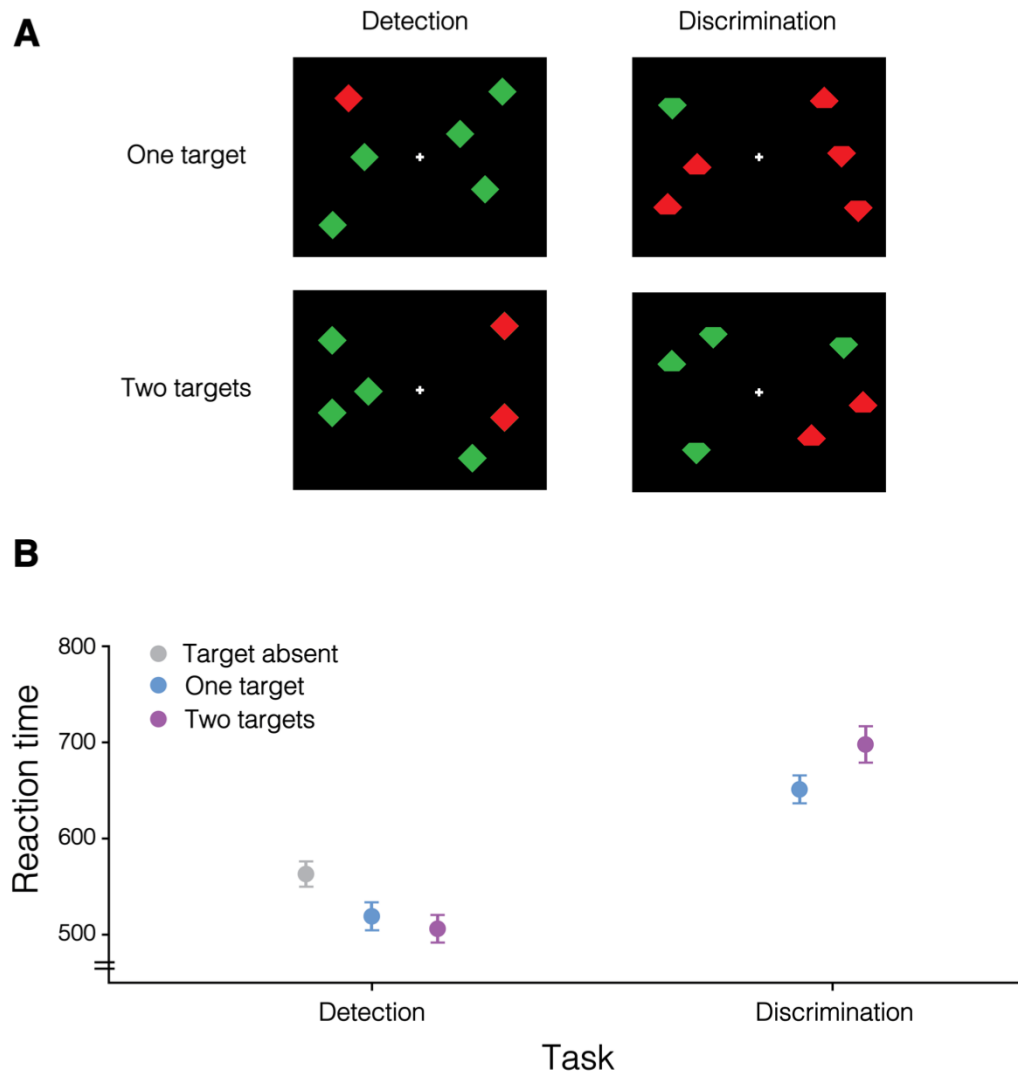 A
Detection
Discrimination
One target
Two targets
B
800
700
600
500
Reaction time
Target absent
One target
Two targets
Detection
Discrimination
Task